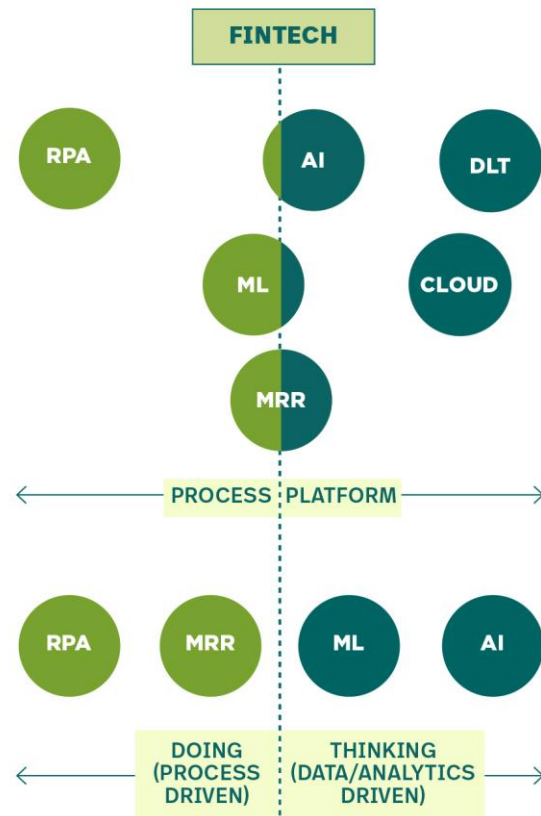 FINTECH
RPA
AI
DLT
ML
CLOUD
MRR
PROCESS PLATFORM
RPA
MRR
ML
AI
DOING
(PROCESS
DRIVEN)
THINKING
(DATA/ANALYTICS
DRIVEN)